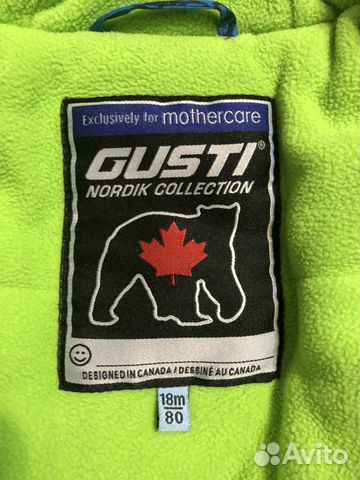 Exclusively for mothercare
GUSTI®
NORDIK COLLECTION
DESIGNED IN CANADA / DESSINÉ AU CANADA
18m
80
Avito